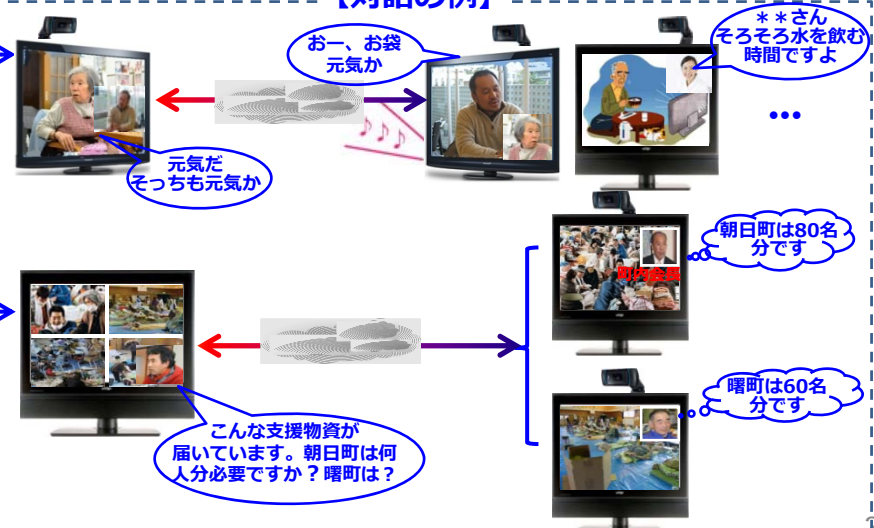 【対話の例】
おー、お袋
元気か
＊＊さん
そろそろ水を飲む
時間ですよ
元気だ
そっちも元気か
…
朝日町は80名
分です
町内会長
曙町は60名
分です
こんな支援物資が
届いています。朝日町は何
人分必要ですか？曙町は？